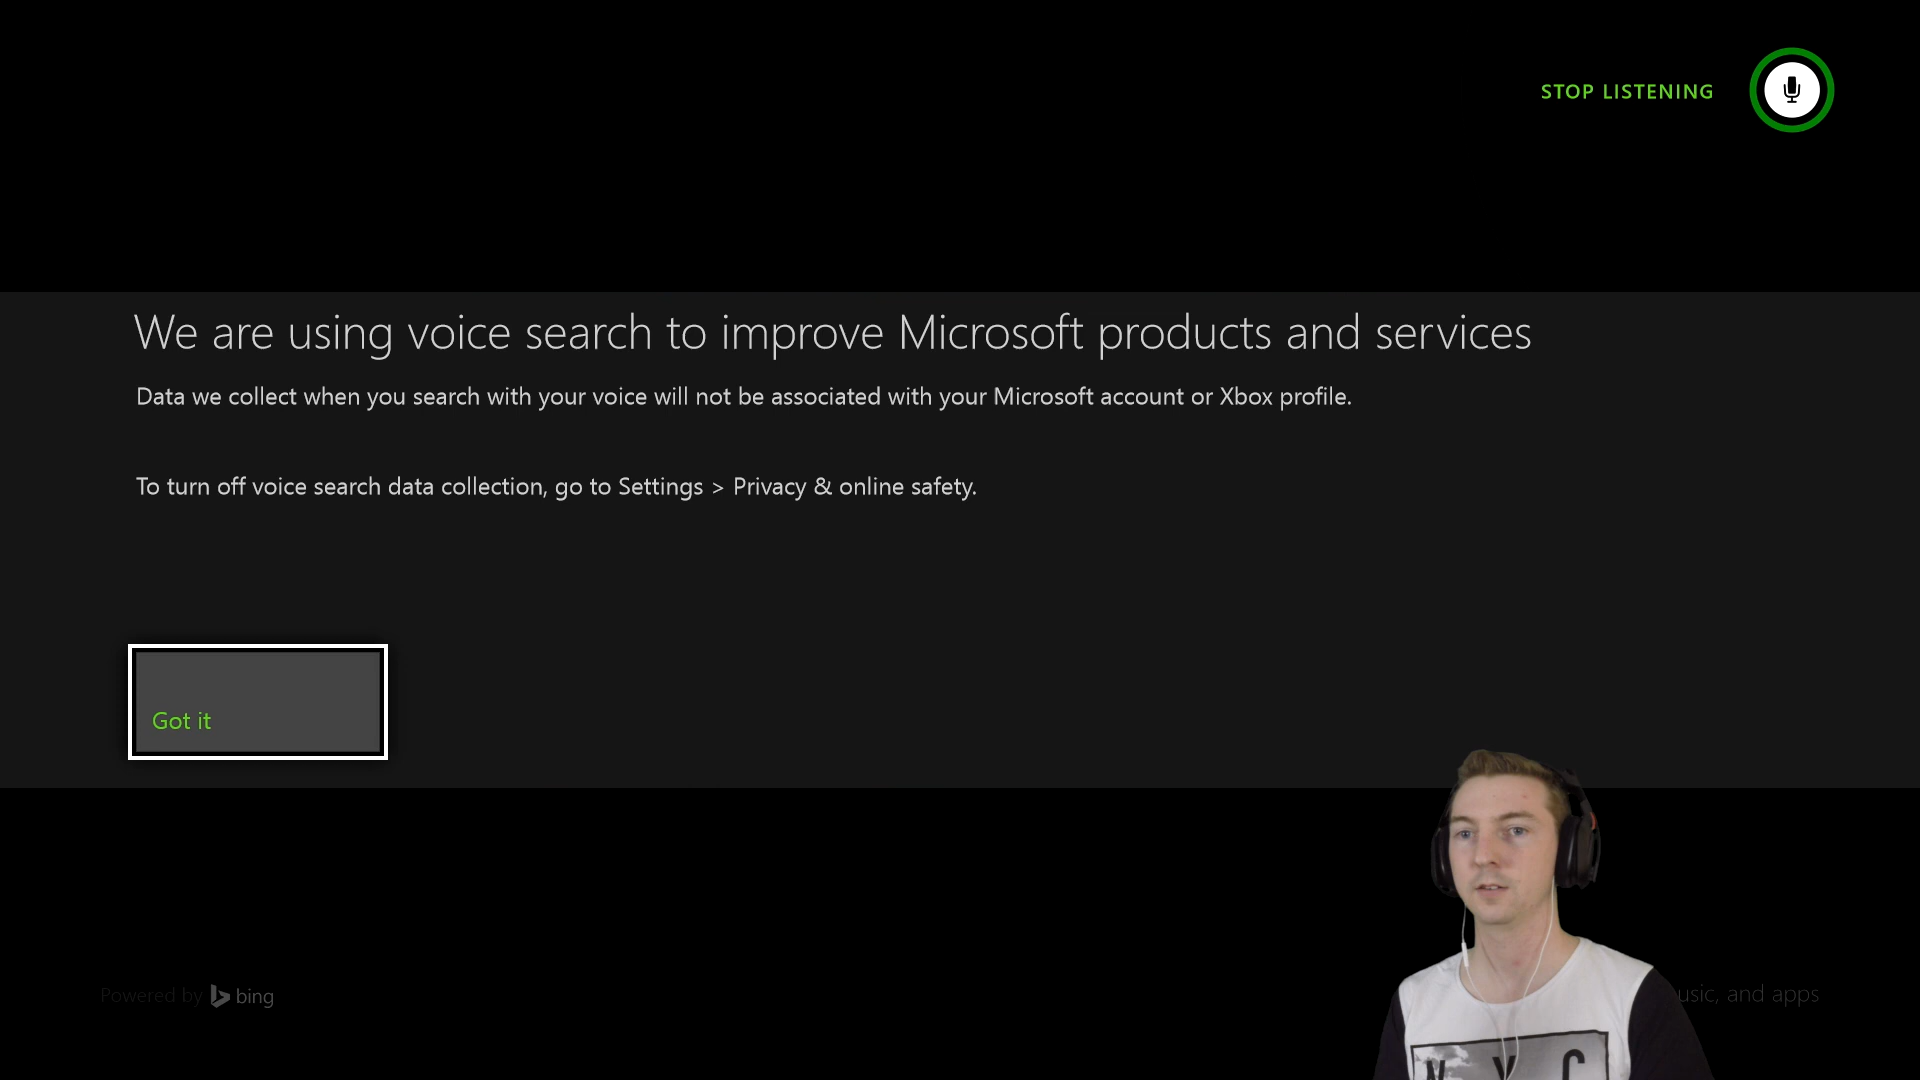 STOP LISTENING
We are using voice search to improve Microsoft products and services
Data we collect when you search with your voice will not be associated with your Microsoft account or Xbox profile.
To turn off voice search data collection, go to Settings > Privacy & online safety.
Got it
Powered by bing
and apps
NYC